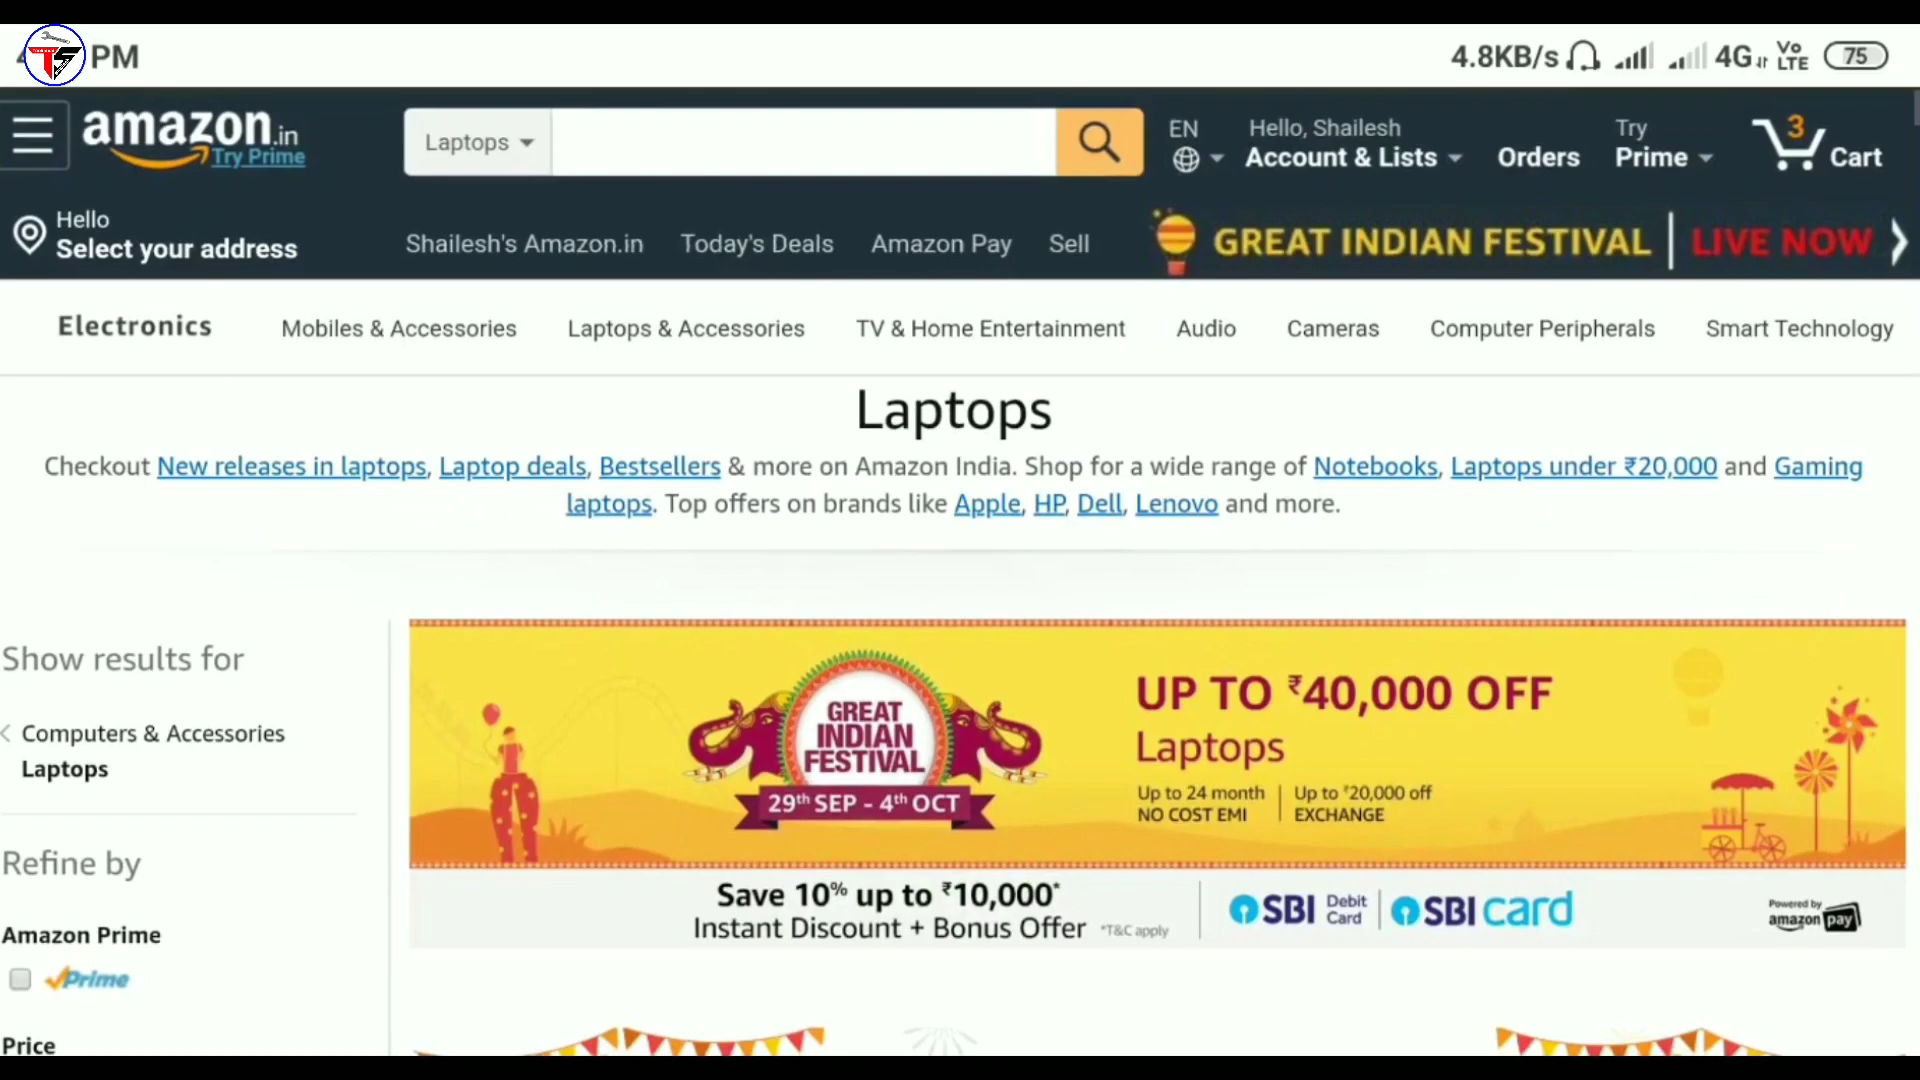 PM
4.8KB/s 4G Vo LTE 75
amazon.in
Try Prime
Laptops
EN
Hello, Shailesh
Account & Lists
Orders
Try
Prime
3
Cart
Hello
Select your address
Shailesh's Amazon.in Today's Deals Amazon Pay Sell
GREAT INDIAN FESTIVAL | LIVE NOW
Electronics Mobiles & Accessories Laptops & Accessories TV & Home Entertainment Audio Cameras Computer Peripherals Smart Technology
Laptops
Checkout New releases in laptops, Laptop deals, Bestsellers & more on Amazon India. Shop for a wide range of Notebooks, Laptops under ₹20,000 and Gaming
laptops. Top offers on brands like Apple, HP, Dell, Lenovo and more.
Show results for
Computers & Accessories
Laptops
Refine by
Amazon Prime
Prime
Price
GREAT
INDIAN
FESTIVAL
29th SEP - 4th OCT
UP TO ₹40,000 OFF
Laptops
Up to 24 month
NO COST EMI
Up to ₹20,000 off
EXCHANGE
Save 10% up to ₹10,000*
Instant Discount + Bonus Offer *T&C apply
SBI Debit Card
SBI card
Powered by
amazon pay